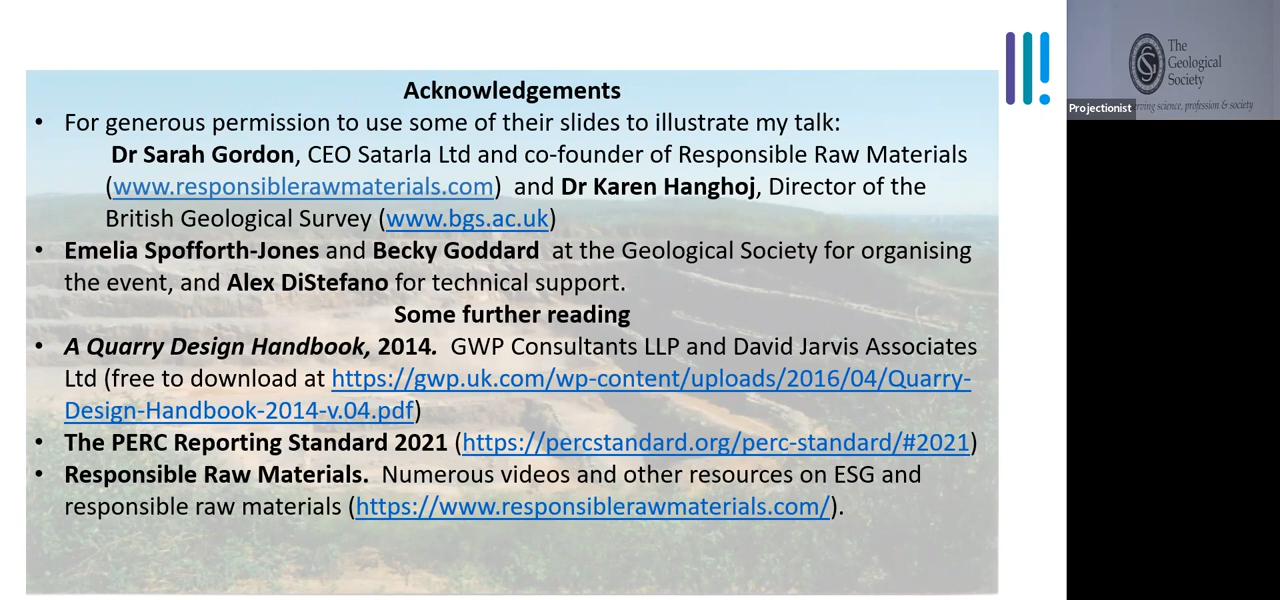 Acknowledgements
• For generous permission to use some of their slides to illustrate my talk:
Dr Sarah Gordon, CEO Satarla Ltd and co-founder of Responsible Raw Materials
(www.responsiblerawmaterials.com) and Dr Karen Hanghoj, Director of the
British Geological Survey (www.bgs.ac.uk)
• Emelia Spofforth-Jones and Becky Goddard at the Geological Society for organising
the event, and Alex DiStefano for technical support.
Some further reading
• A Quarry Design Handbook, 2014. GWP Consultants LLP and David Jarvis Associates
Ltd (free to download at https://gwp.uk.com/wp-content/uploads/2016/04/Quarry-
Design-Handbook-2014-v.04.pdf)
• The PERC Reporting Standard 2021 (https://percstandard.org/perc-standard/#2021)
• Responsible Raw Materials. Numerous videos and other resources on ESG and
responsible raw materials (https://www.responsiblerawmaterials.com/).
The
Geological
Society
science, profession & society
Projectionist